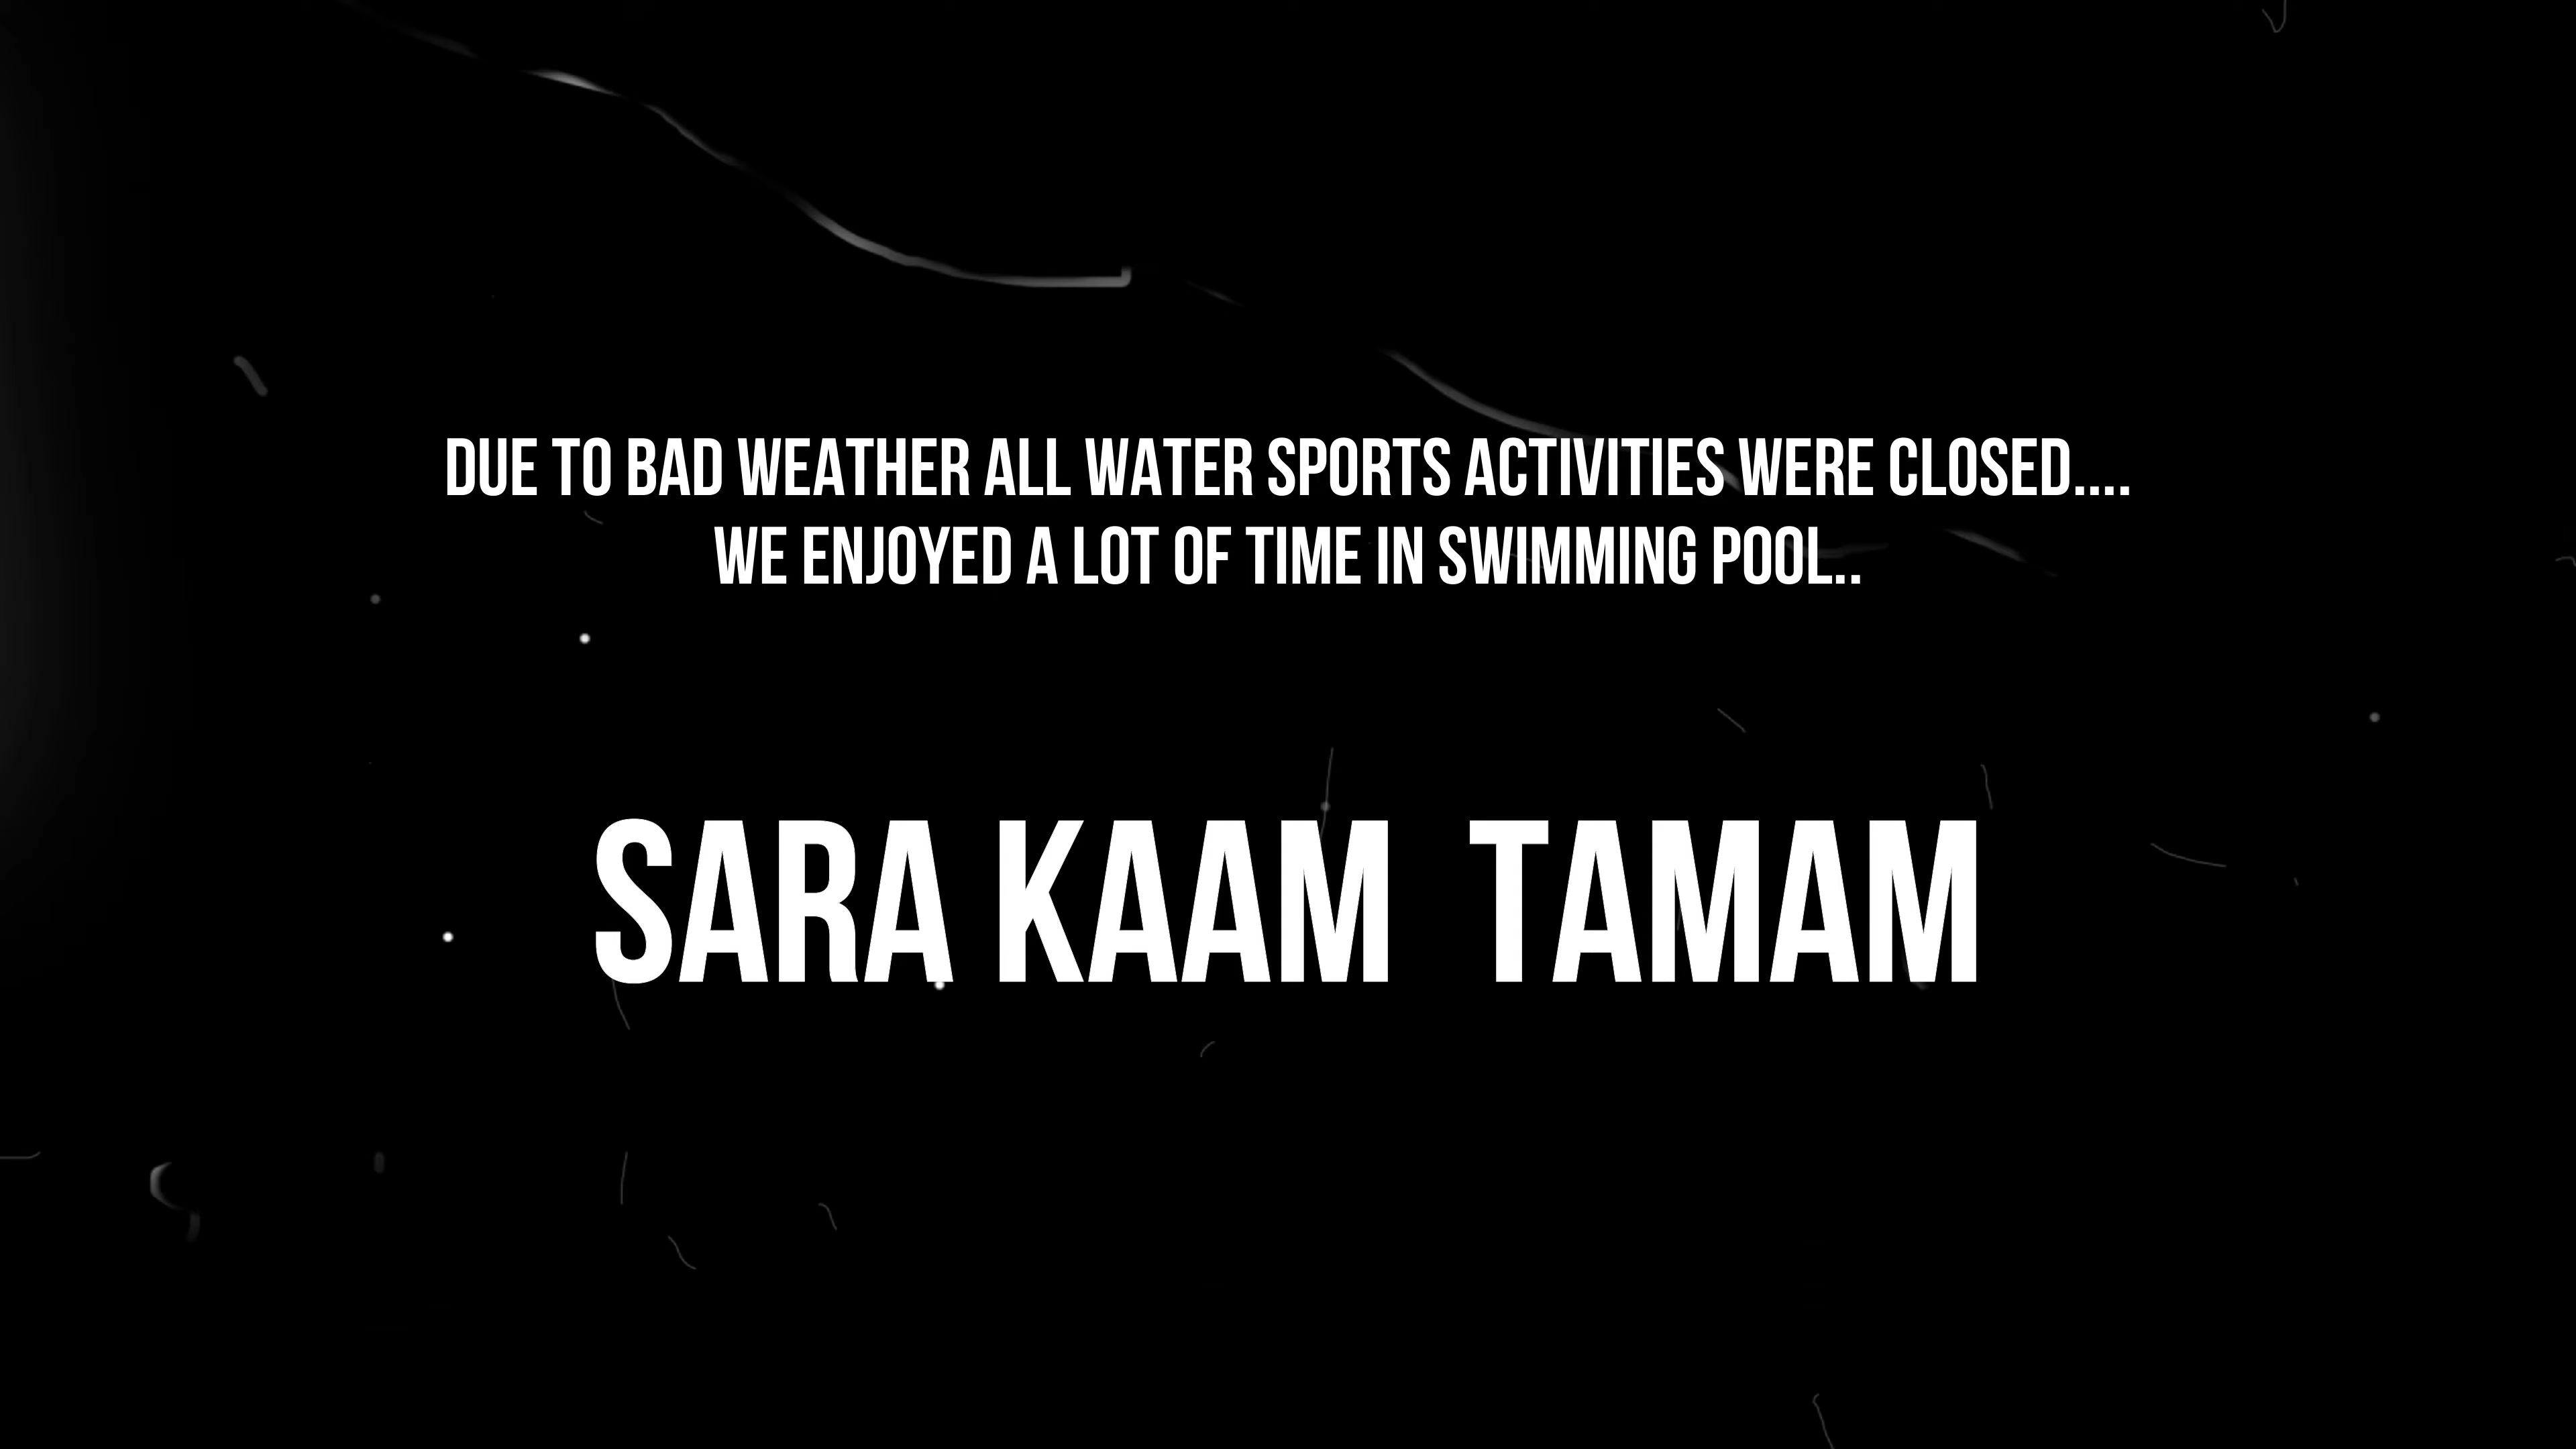 DUE TO BAD WEATHER ALL WATER SPORTS ACTIVITIES WERE CLOSED....
WE ENJOYED A LOT OF TIME IN SWIMMING POOL..
SARA KAAM TAMAM